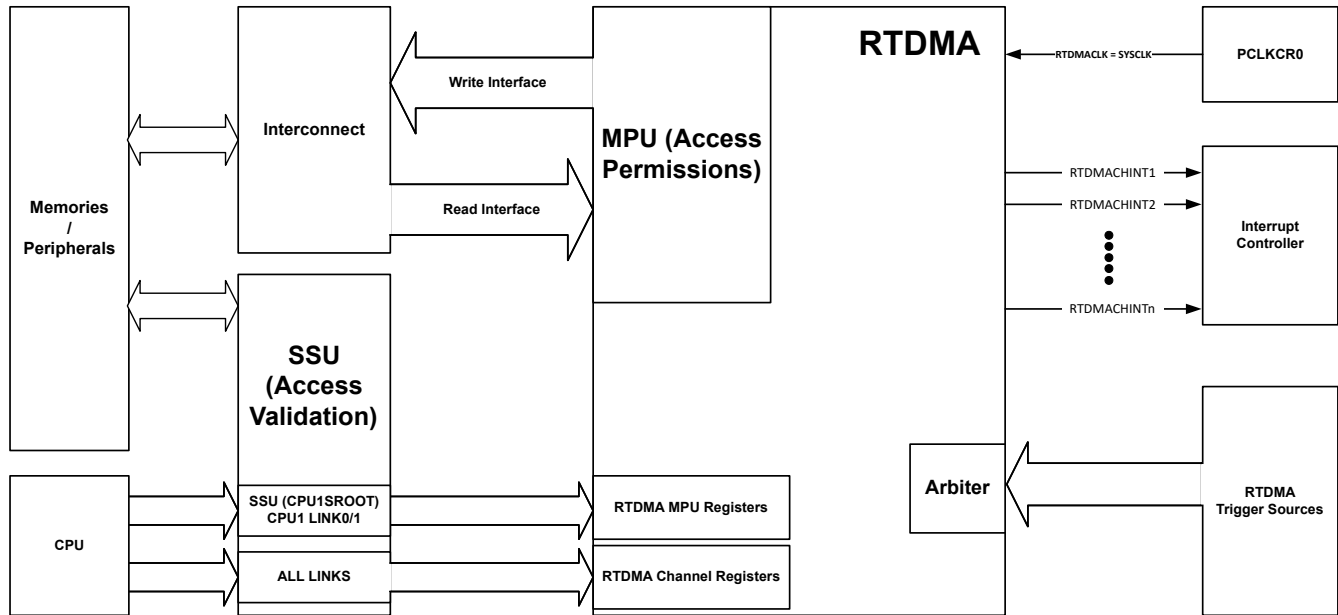 RTDMA
RTDMACLK = SYSCLK
PCLKCR0
Write Interface
Interconnect
MPU (Access
Permissions)
RTDMACHINT1
Memories
/
Peripherals
Read Interface
RTDMACHINT2
Interrupt
Controller
RTDMACHINTn
SSU
(Access
Validation)
Arbiter
RTDMA
Trigger Sources
CPU
SSU (CPU1SROOT)
CPU1 LINK0/1
RTDMA MPU Registers
ALL LINKS
RTDMA Channel Registers